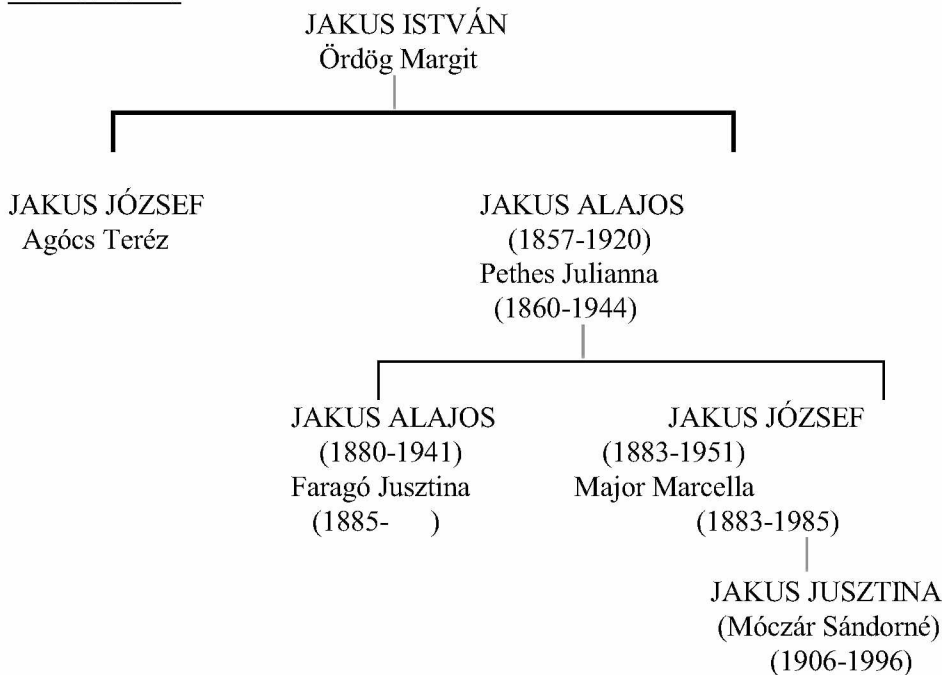 JAKUS ISTVÁN
Ördög Margit
JAKUS JÓZSEF
Agócs Teréz
JAKUS ALAJOS
(1857-1920)
Pethes Julianna
(1860-1944)
JAKUS ALAJOS
(1880-1941)
Faragó Jusztina
(1885-    )
JAKUS JÓZSEF
(1883-1951)
Major Marcella
(1883-1985)
JAKUS JUSZTINA
(Móczár Sándorné)
(1906-1996)